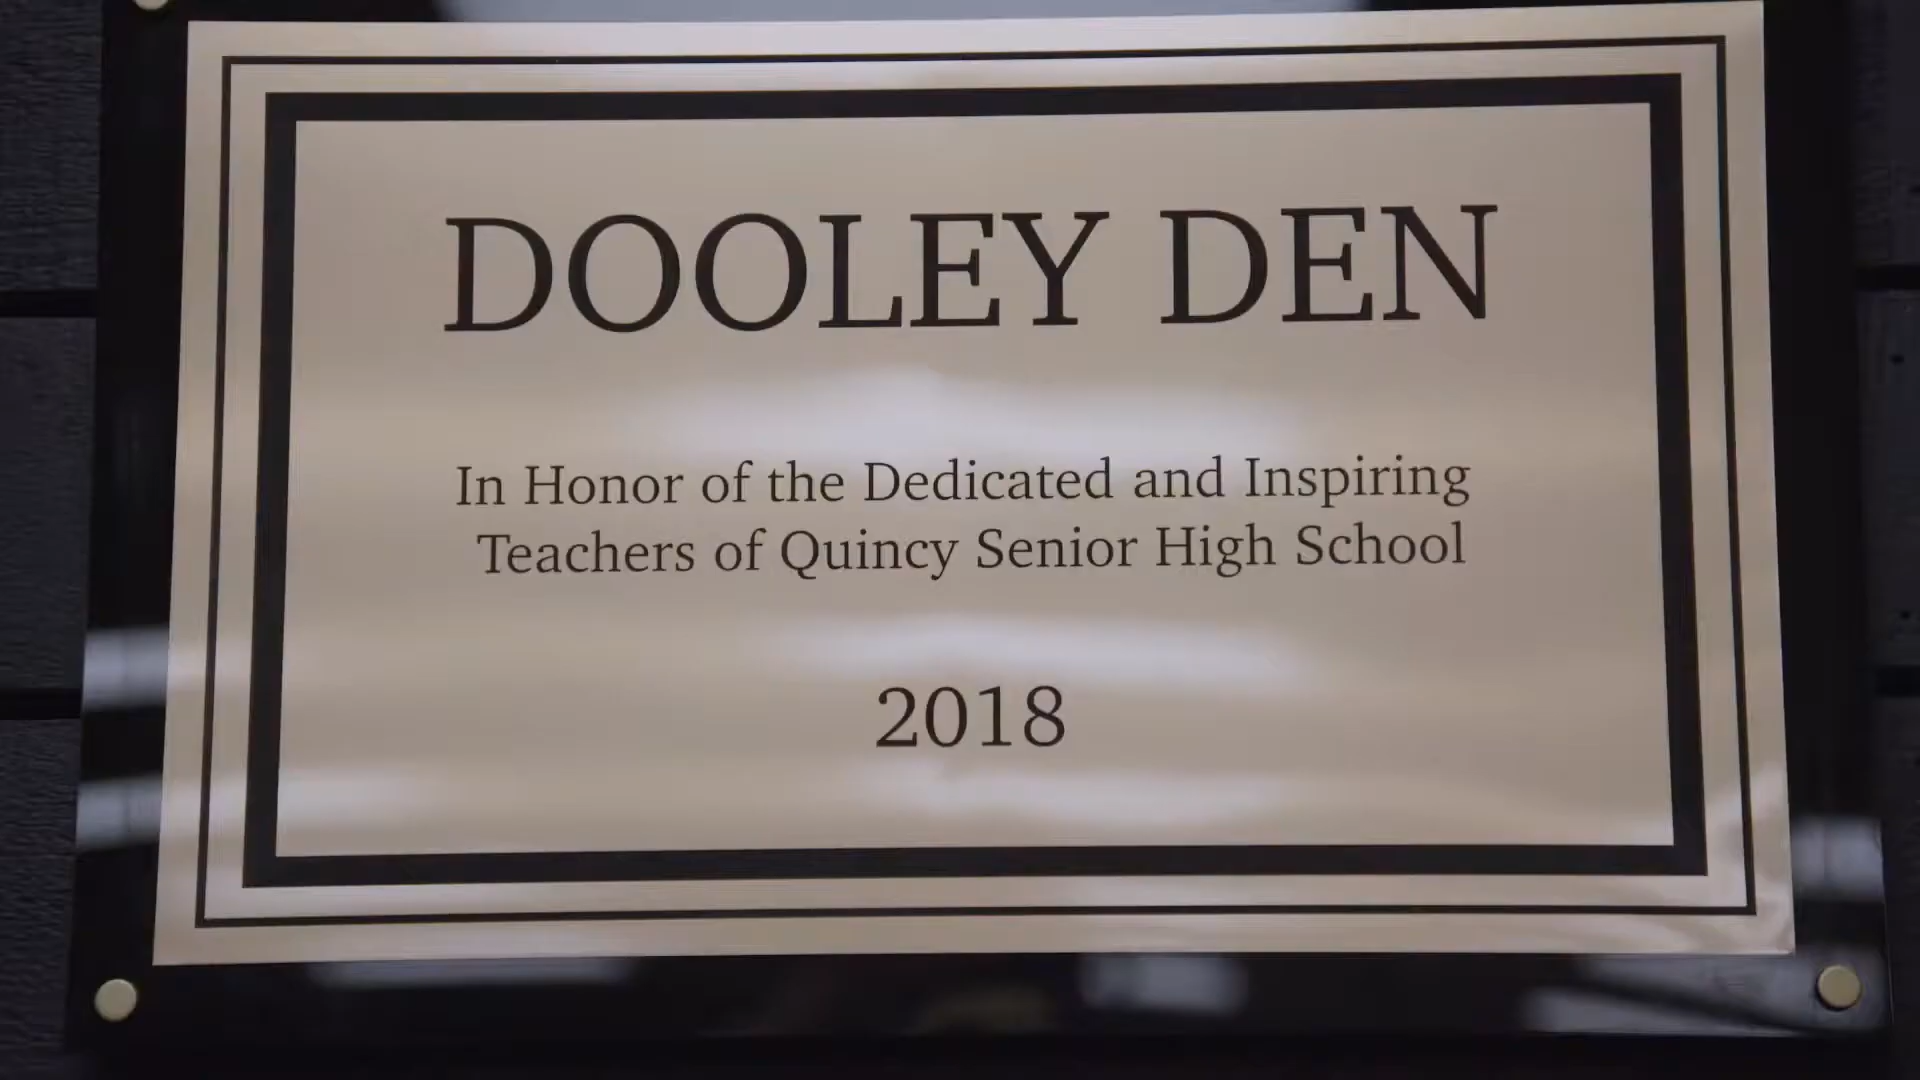 DOOLEY DEN
In Honor of the Dedicated and Inspiring
Teachers of Quincy Senior High School
2018